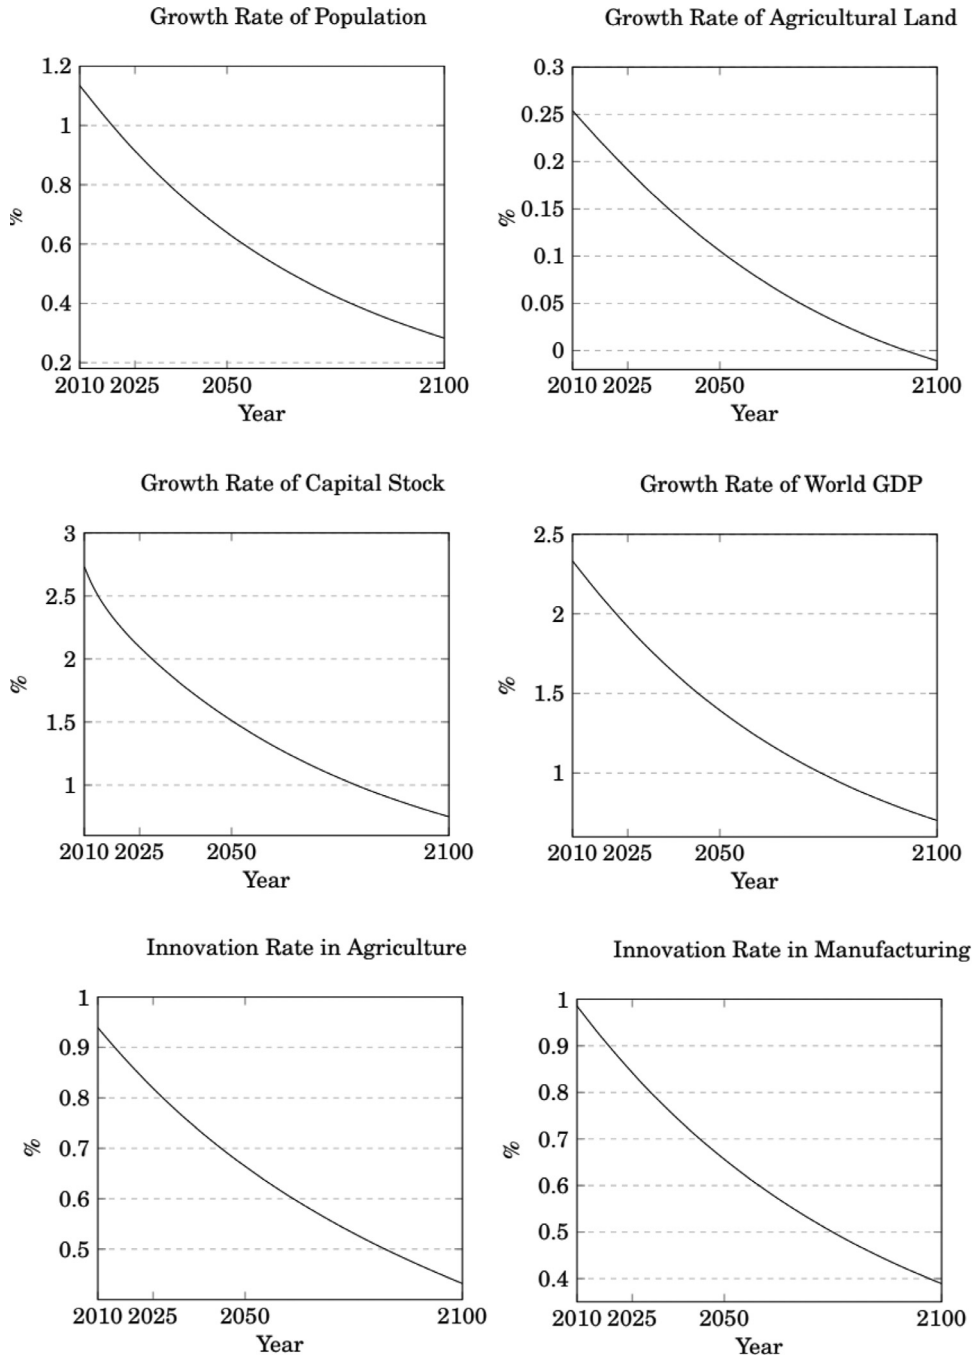 Growth Rate of Population
1.2
1
0.8
0.6
0.4
0.2
%
2010 2025 2050 2100
Year
Growth Rate of Agricultural Land
0.3
0.25
0.2
0.15
0.1
0.05
0
%
2010 2025 2050 2100
Year
Growth Rate of Capital Stock
3
2.5
2
1.5
1
%
2010 2025 2050 2100
Year
Growth Rate of World GDP
2.5
2
1.5
1
%
2010 2025 2050 2100
Year
Innovation Rate in Agriculture
1
0.9
0.8
0.7
0.6
0.5
%
2010 2025 2050 2100
Year
Innovation Rate in Manufacturing
1
0.9
0.8
0.7
0.6
0.5
0.4
%
2010 2025 2050 2100
Year